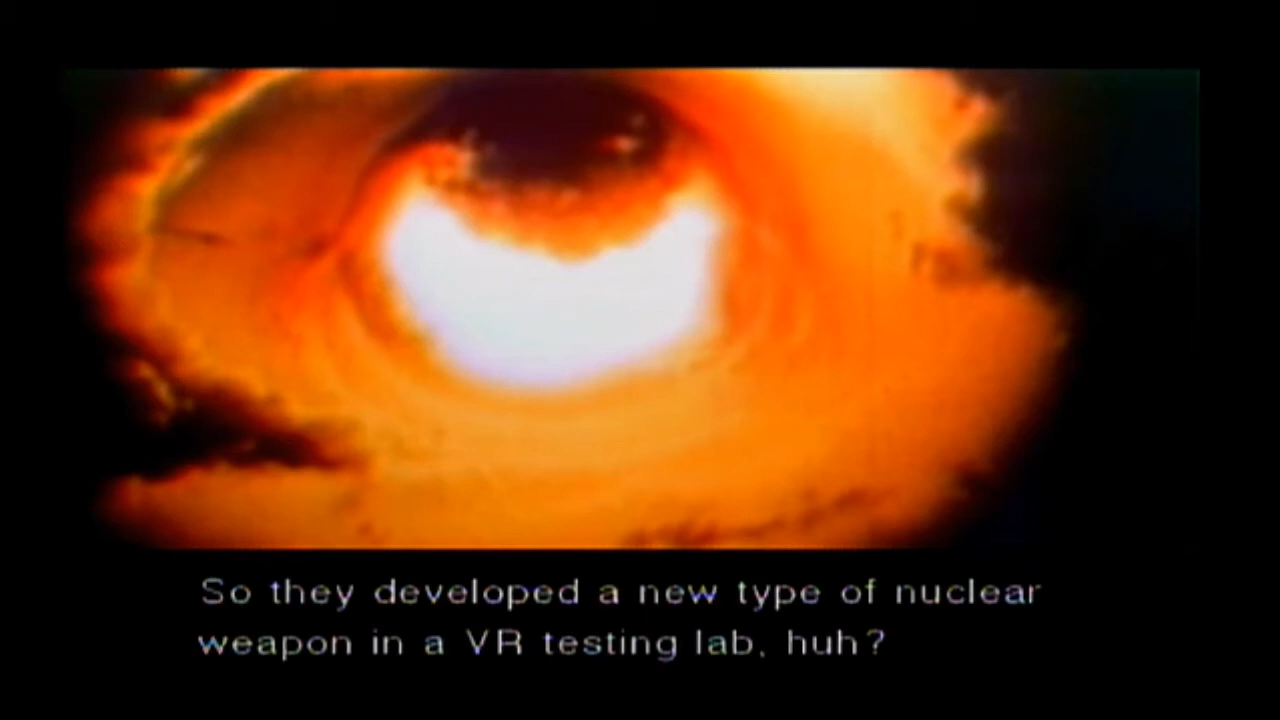 So they developed a new type of nuclear
weapon in a VR testing lab, huh?